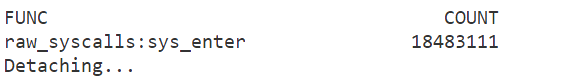 FUNC COUNT
raw_syscalls:sys_enter 18483111
Detaching...